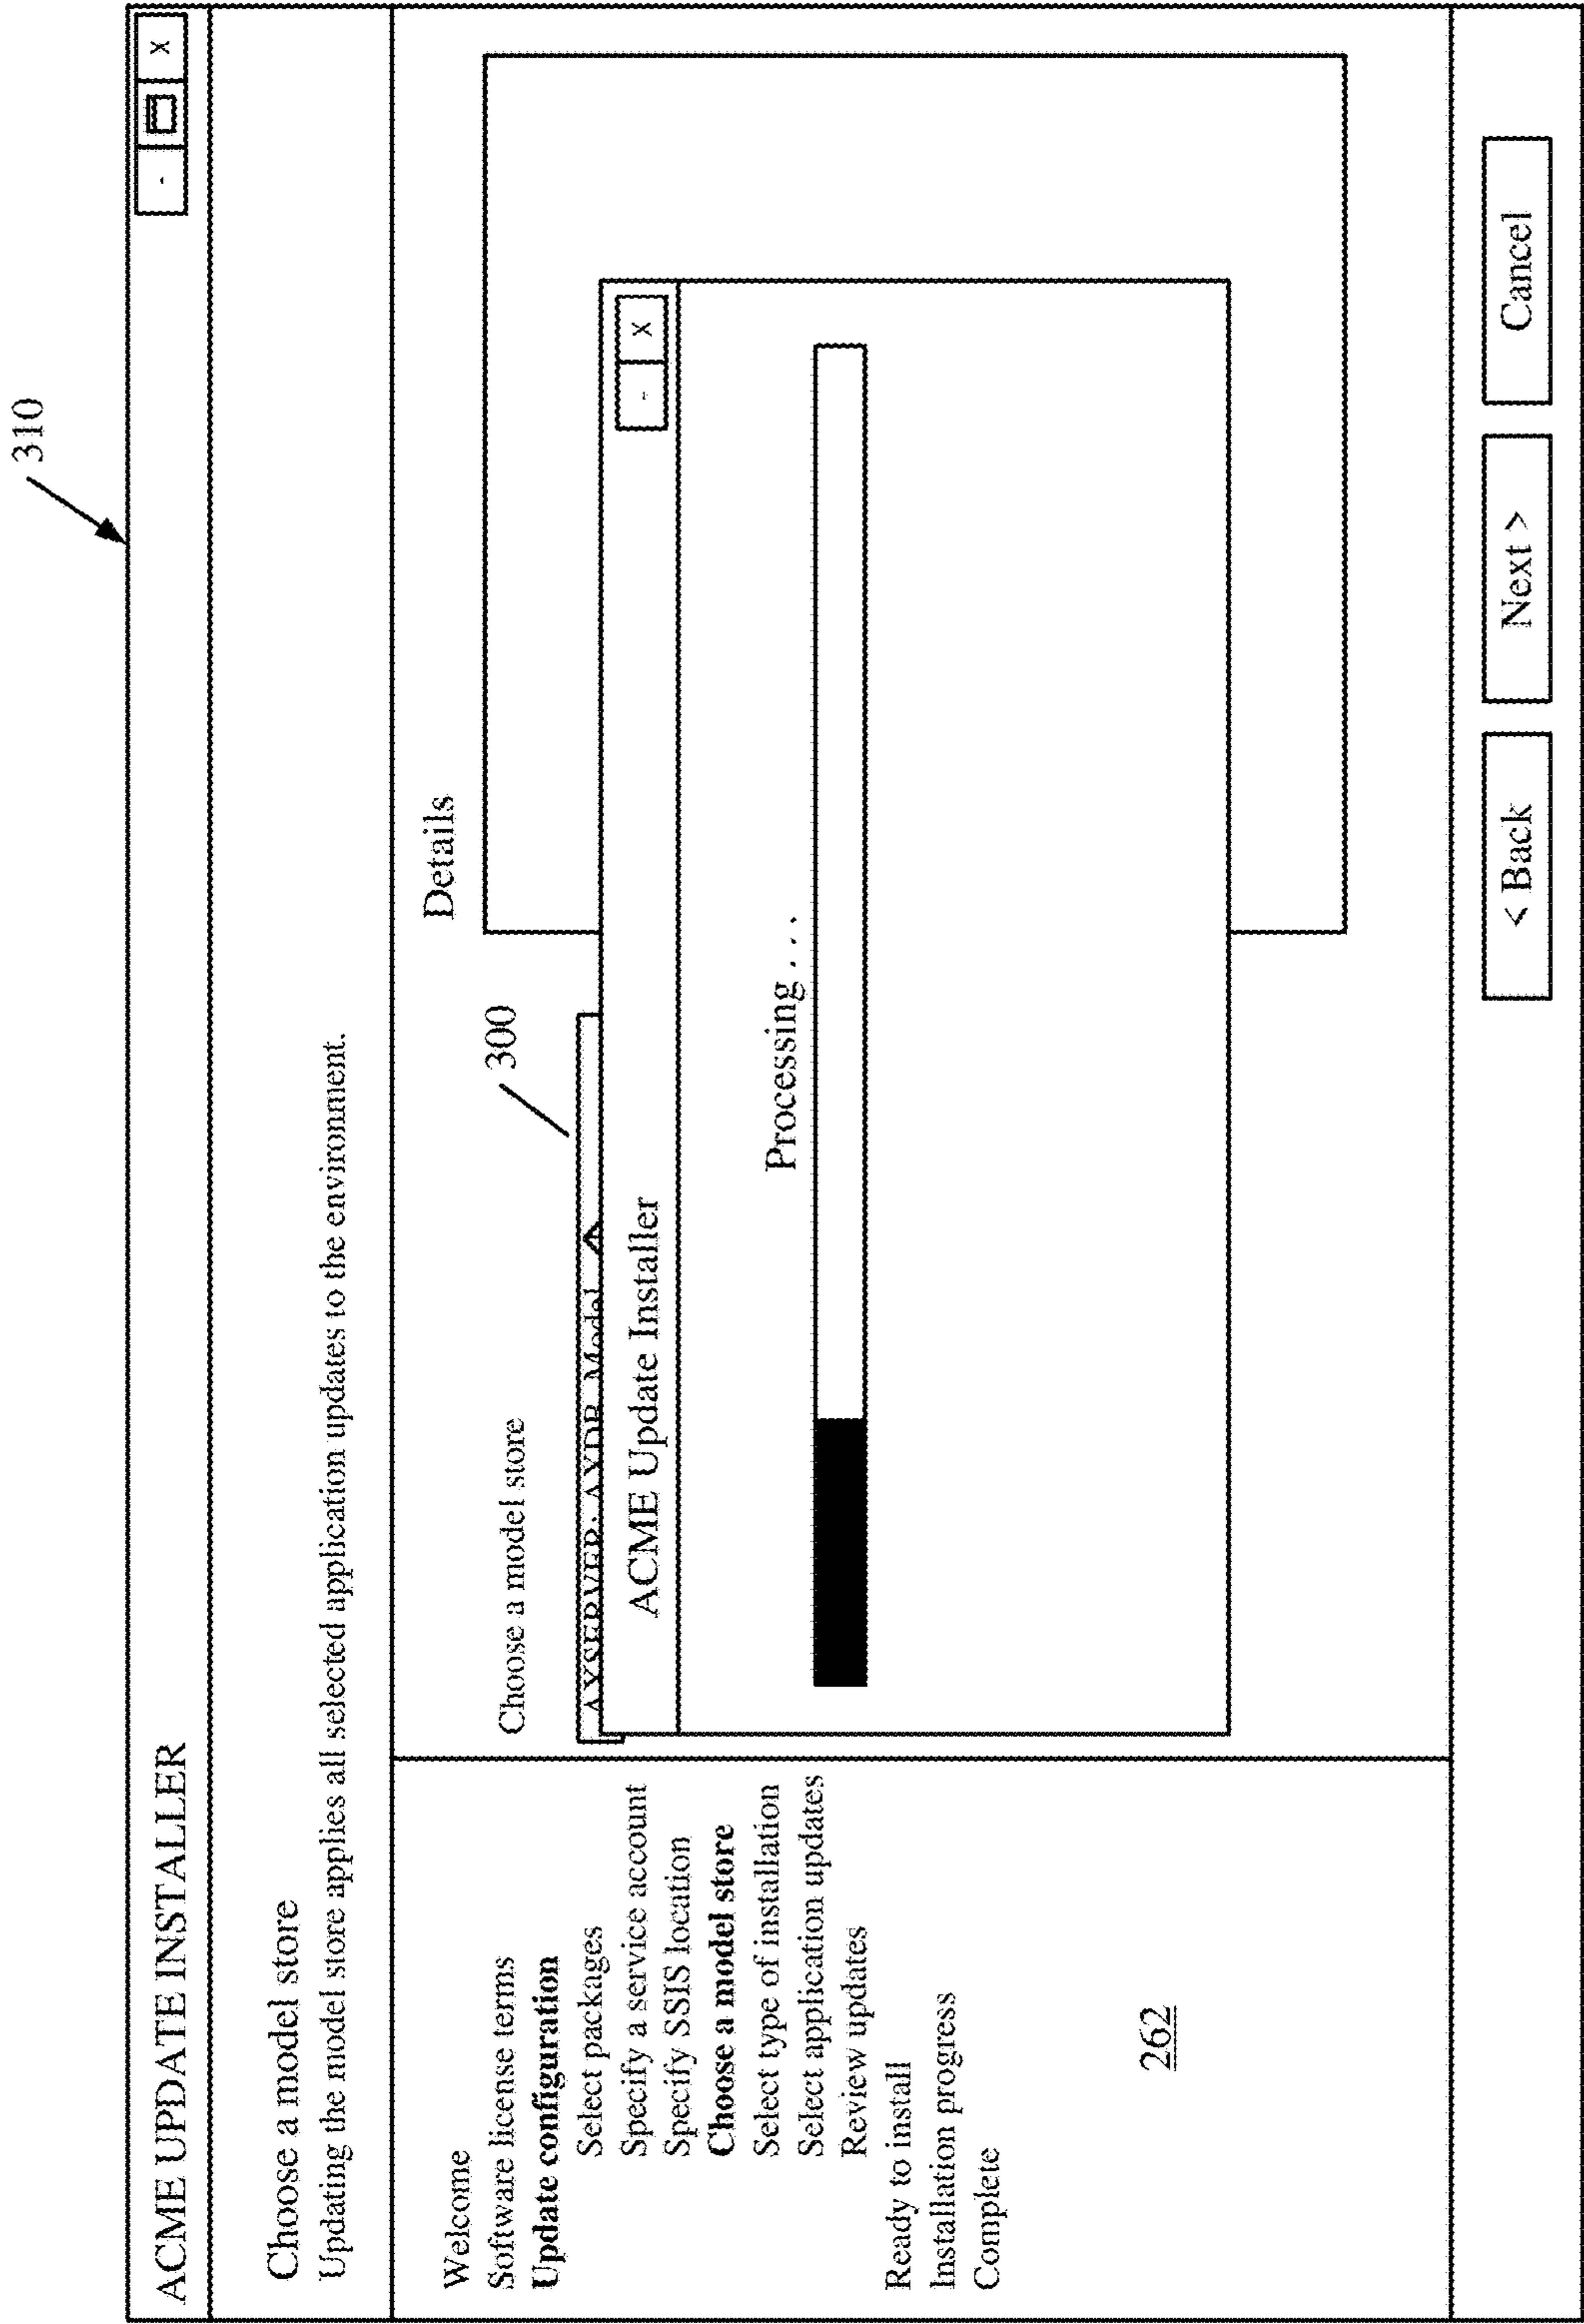 310
ACME UPDATE INSTALLER
- x
Choose a model store
Updating the model store applies all selected application updates to the environment.
Welcome
Software license terms
Update configuration
Select packages
Specify a service account
Specify SSIS location
Choose a model store
Select type of installation
Select application updates
Review updates
Ready to install
Installation progress
Complete
262
Choose a model store
300
Details
ACME Update Installer
- x
Processing . . .
< Back
Next >
Cancel